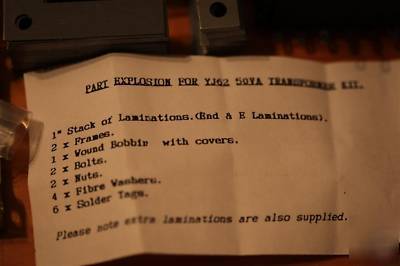 PART EXPLOSION FOR YJ62 50VA TRANSFORMER KIT.
1" Stack of Laminations.(End & E Laminations).
2 x Frames.
1 x Wound Bobbin with covers.
2 x Bolts.
2 x Nuts.
4 x Fibre Washers.
6 x Solder Tags.
Please note extra laminations are also supplied.